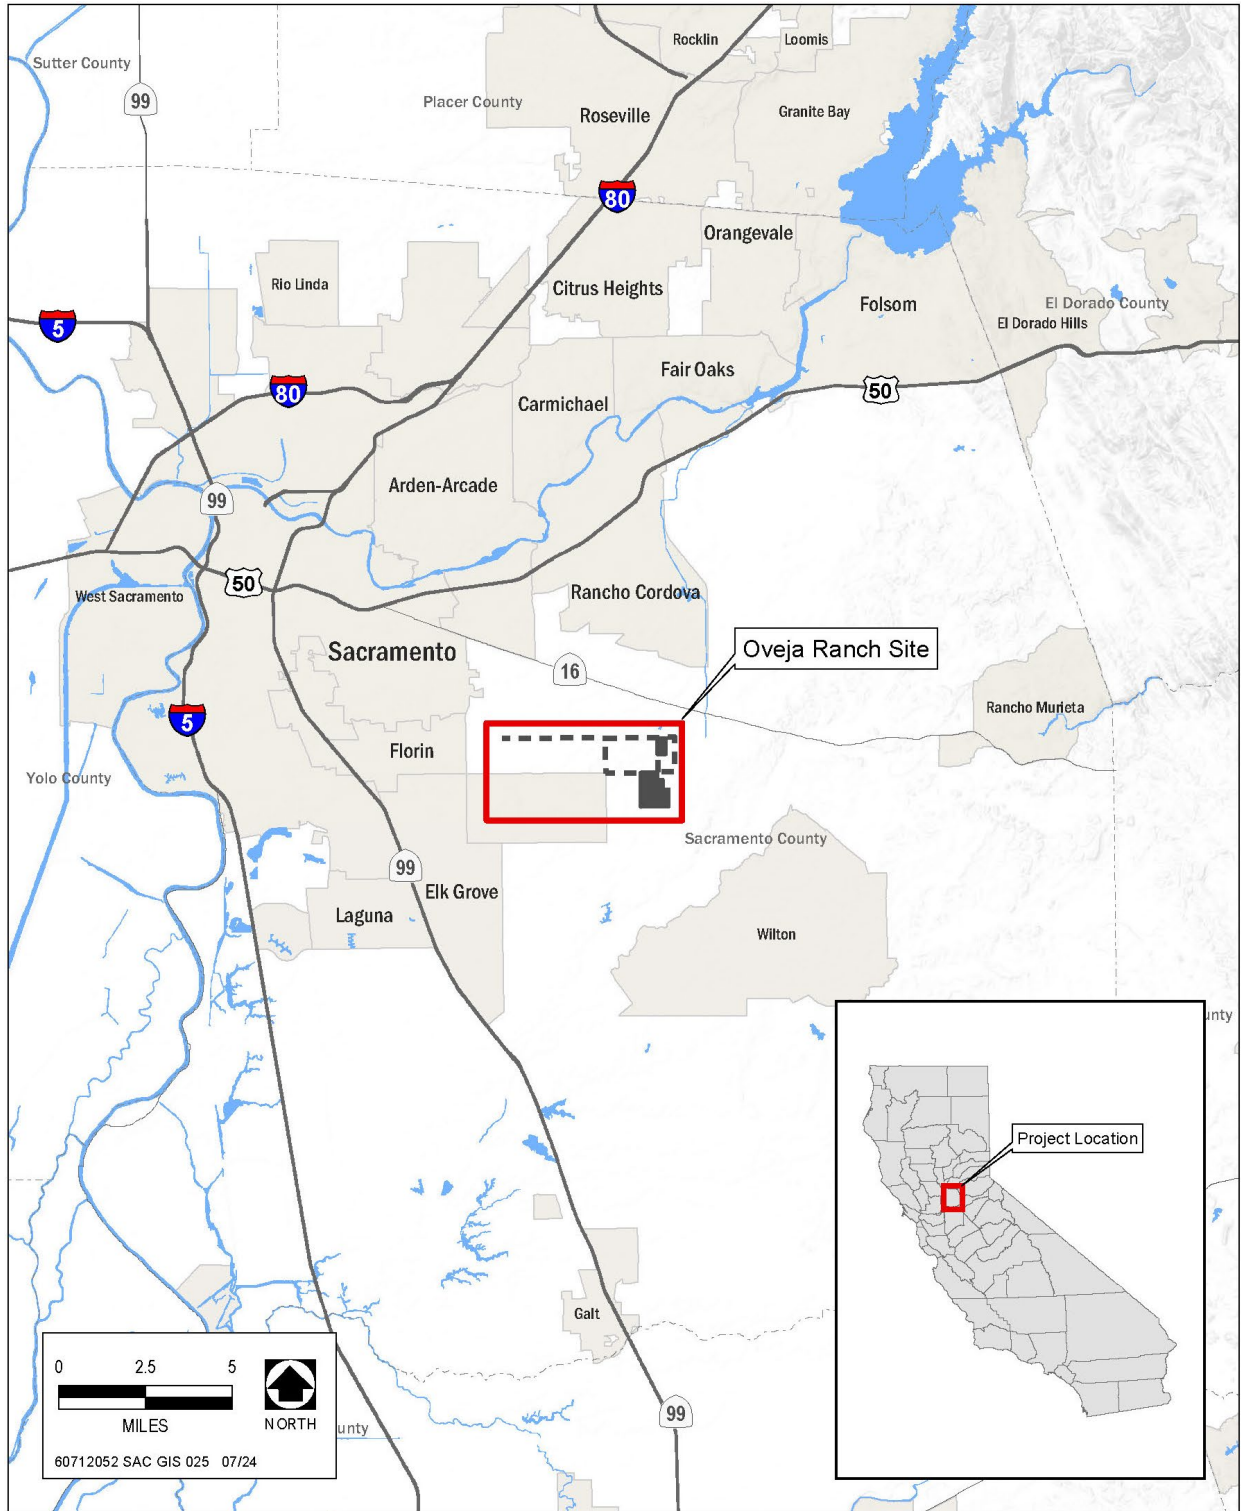 Rocklin
Loomis
Sutter County
99
Placer County
Roseville
Granite Bay
80
Orangevale
Rio Linda
Citrus Heights
Folsom
El Dorado County
El Dorado Hills
5
Fair Oaks
80
50
Carmichael
Arden-Arcade
99
50
West Sacramento
Rancho Cordova
Sacramento
Oveja Ranch Site
16
Rancho Murieta
5
Florin
Yolo County
Sacramento County
99
Elk Grove
Laguna
Wilton
unty
Project Location
Galt
0 2.5 5
MILES
NORTH
unty
60712052 SAC GIS 025 07/24
99